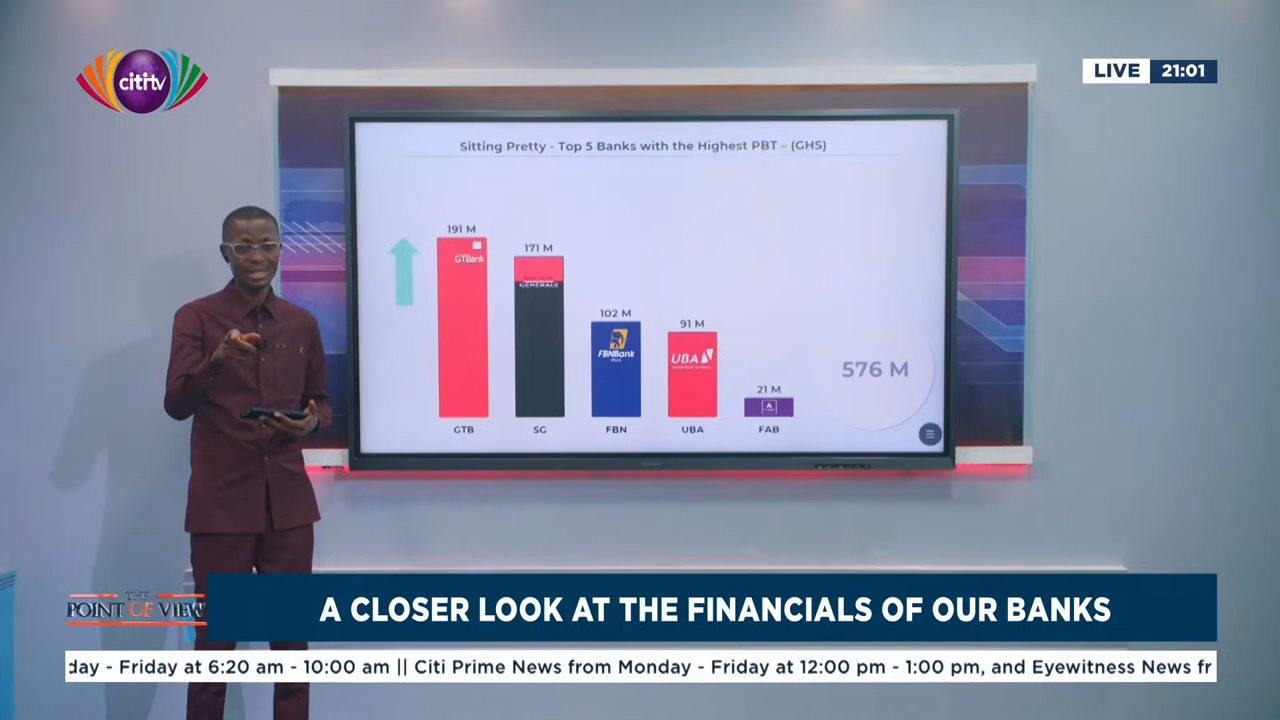 citi tv
LIVE 21:01
Sitting Pretty - Top 5 Banks with the Highest PBT – (GHS)
191 M
GTBank
171 M
GENERALE
102 M
FBNBank
91 M
UBA
21 M
576 M
GTB SG FBN UBA FAB
THE
POINT OF VIEW
A CLOSER LOOK AT THE FINANCIALS OF OUR BANKS
day - Friday at 6:20 am - 10:00 am || Citi Prime News from Monday - Friday at 12:00 pm - 1:00 pm, and Eyewitness News fr